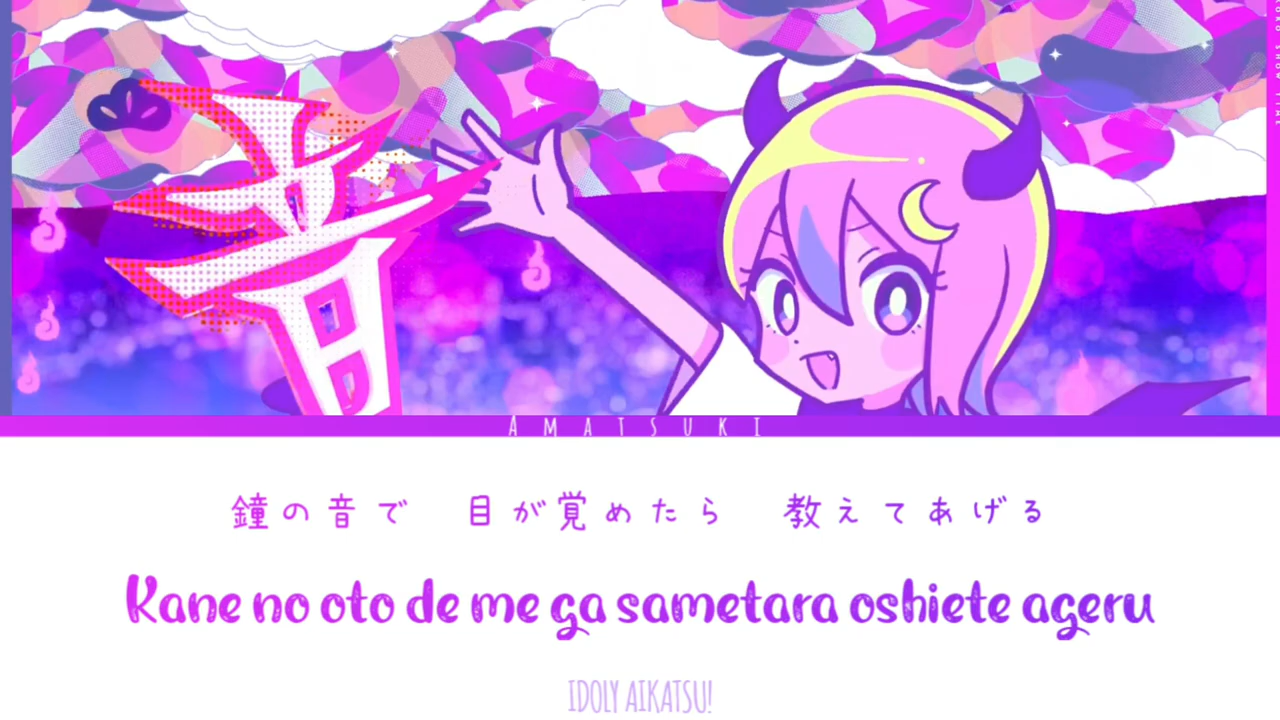 音
AMATSUKI
鐘の音で 目が覚めたら 教えてあげる
Kane no oto de me ga sametara oshiete ageru
IDOLY AIKATSU!